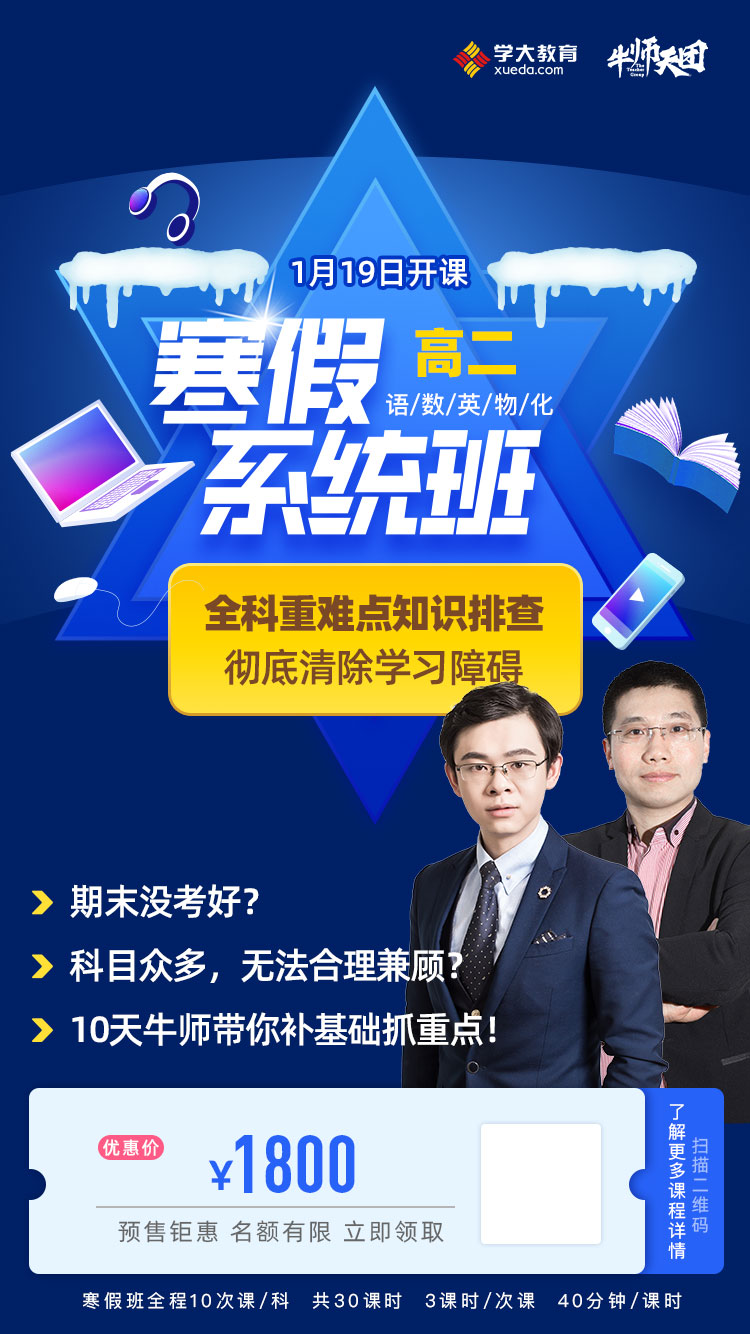 学大教育
xueda.com
牛师天团
The Teacher Group
1月19日开课
寒假
高二
语/数/英/物/化
系统班
全科重难点知识排查
彻底清除学习障碍
期末没考好?
科目众多，无法合理兼顾?
10天牛师带你补基础抓重点!
优惠价
¥1800
预售钜惠 名额有限 立即领取
扫描二维码
了解更多课程详情
寒假班全程10次课/科 共30课时 3课时/次课 40分钟/课时